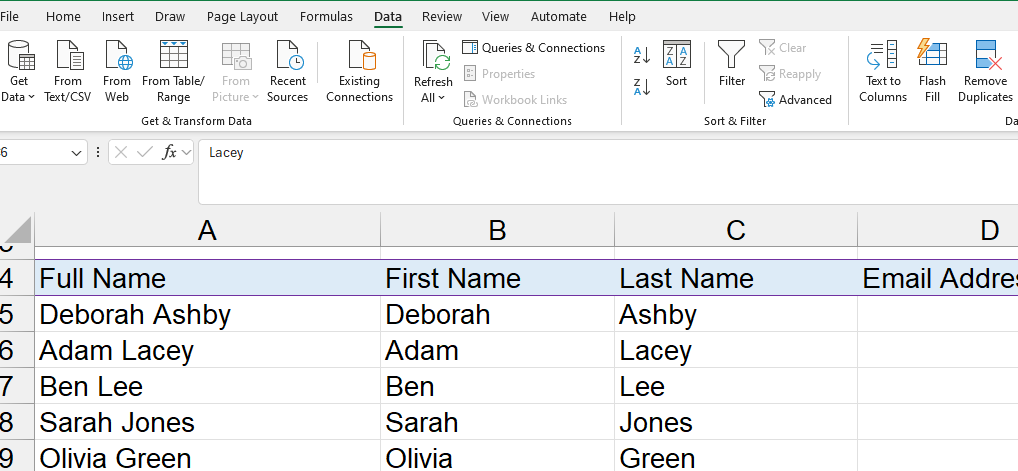 File Home Insert Draw Page Layout Formulas Data Review View Automate Help
Get Data
From Text/CSV
From Web
From Table/ Range
From Picture
Recent Sources
Existing Connections
Get & Transform Data
Refresh All
Queries & Connections
Properties
Workbook Links
Queries & Connections
Sort
Filter
Clear
Reapply
Advanced
Sort & Filter
Text to Columns
Flash Fill
Remove Duplicates
Da
6 fx Lacey
A B C D
4 Full Name First Name Last Name Email Addres
5 Deborah Ashby Deborah Ashby
6 Adam Lacey Adam Lacey
7 Ben Lee Ben Lee
8 Sarah Jones Sarah Jones
9 Olivia Green Olivia Green